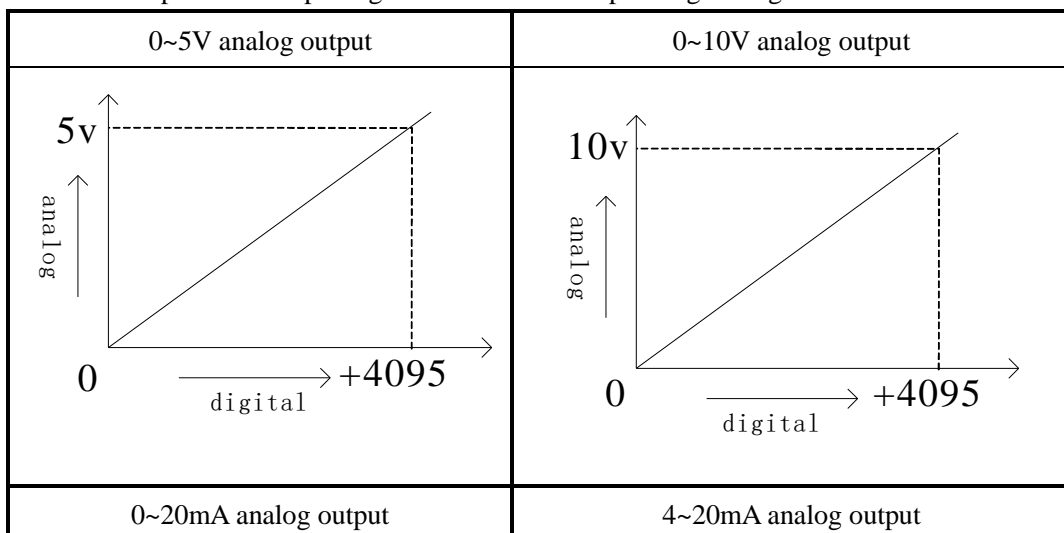 0~5V analog output
0~10V analog output
5v
analog
0
+4095
digital
10v
analog
0
+4095
digital
0~20mA analog output
4~20mA analog output